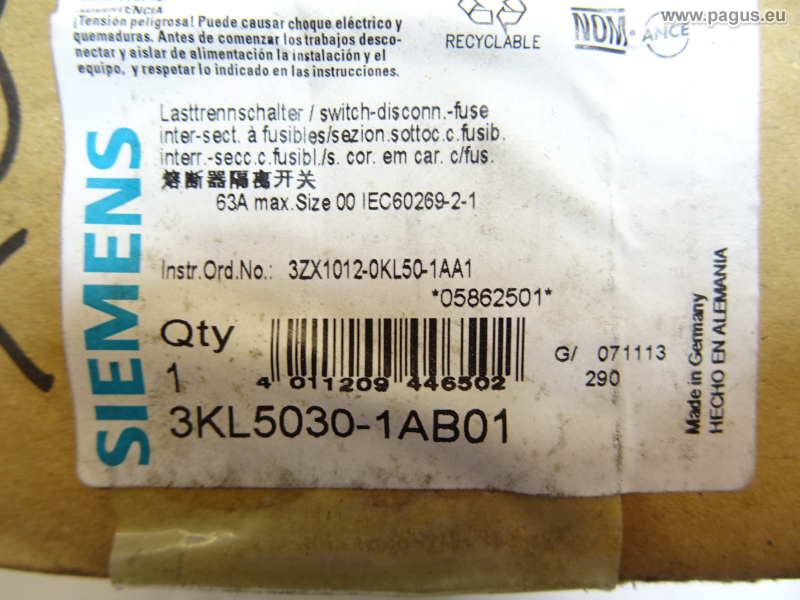 www.pagus.eu
¡Tensión peligrosa! Puede causar choque eléctrico y
quemaduras. Antes de comenzar los trabajos desco-
nectar y aislar de alimentación la instalación y el
equipo, y respetar lo indicado en las instrucciones.
RECYCLABLE
NOM
ANCE
SIEMENS
Lasttrennschalter / switch-disconn.-fuse
inter-sect. à fusibles/sezion.sottoc.c.fusib.
interr.-secc.c.fusibl./s. cor. em car. c/fus.
熔断器隔离开关
63A max.Size 00 IEC60269-2-1
Instr.Ord.No.: 3ZX1012-0KL50-1AA1
*05862501*
Qty
1
4 011209 446502
G/ 071113
290
3KL5030-1AB01
Made in Germany
HECHO EN ALEMANIA